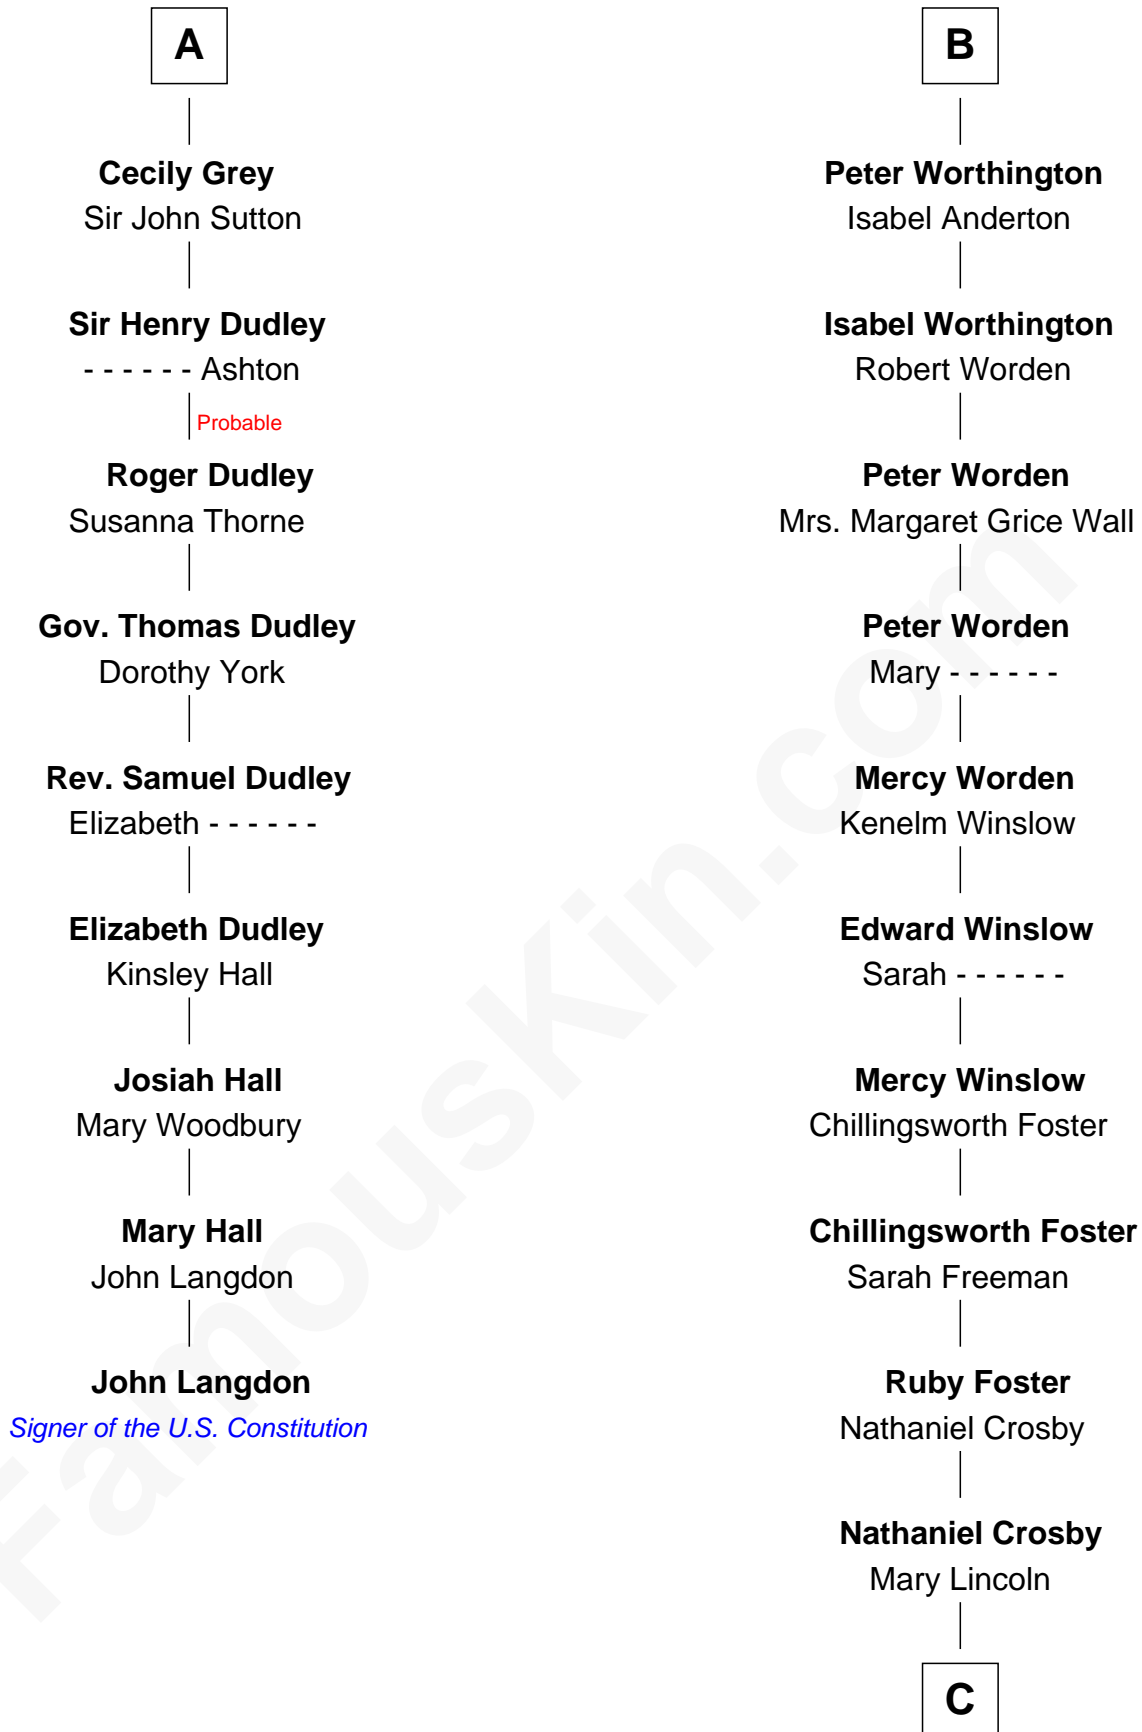 A
Cecily Grey
Sir John Sutton
Sir Henry Dudley
- - - - - - Ashton
Probable
Roger Dudley
Susanna Thorne
Gov. Thomas Dudley
Dorothy York
Rev. Samuel Dudley
Elizabeth - - - - - -
Elizabeth Dudley
Kinsley Hall
Josiah Hall
Mary Woodbury
Mary Hall
John Langdon
John Langdon
Signer of the U.S. Constitution
B
Peter Worthington
Isabel Anderton
Isabel Worthington
Robert Worden
Peter Worden
Mrs. Margaret Grice Wall
Peter Worden
Mary - - - - - -
Mercy Worden
Kenelm Winslow
Edward Winslow
Sarah - - - - - -
Mercy Winslow
Chillingsworth Foster
Chillingsworth Foster
Sarah Freeman
Ruby Foster
Nathaniel Crosby
Nathaniel Crosby
Mary Lincoln
C
FamousKin.com